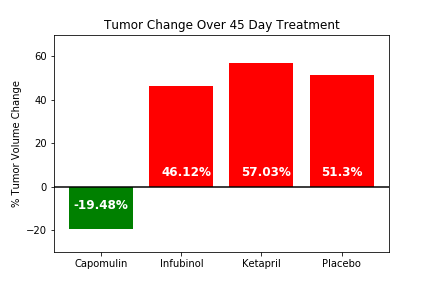 Tumor Change Over 45 Day Treatment
% Tumor Volume Change
60
40
20
0
−20
-19.48%
46.12%
57.03%
51.3%
Capomulin
Infubinol
Ketapril
Placebo